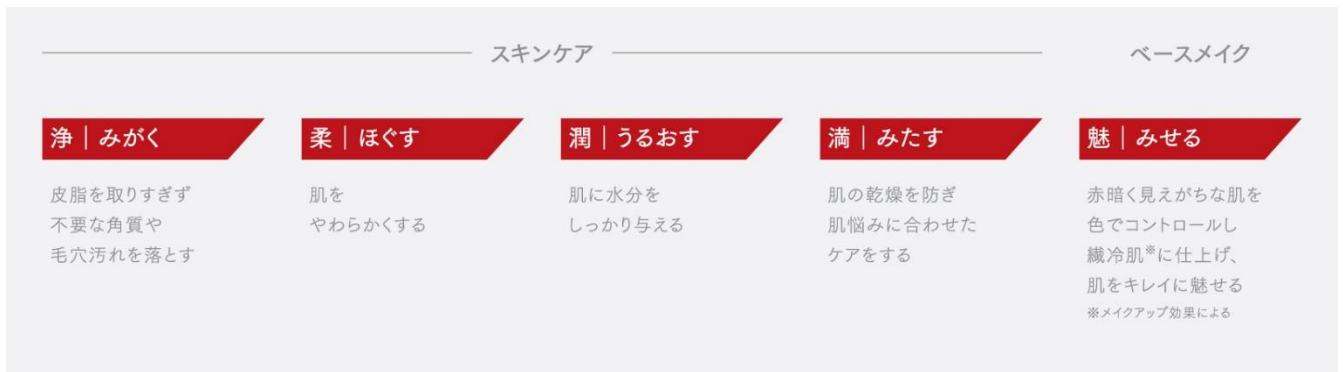 スキンケア
ベースメイク
浄｜みがく
皮脂を取りすぎず
不要な角質や
毛穴汚れを落とす
柔｜ほぐす
肌を
やわらかくする
潤｜うるおす
肌に水分を
しっかり与える
満｜みたす
肌の乾燥を防ぎ
肌悩みに合わせた
ケアをする
魅｜みせる
赤暗く見えがちな肌を
色でコントロールし
繊冷肌※に仕上げ、
肌をキレイに魅せる
※メイクアップ効果による